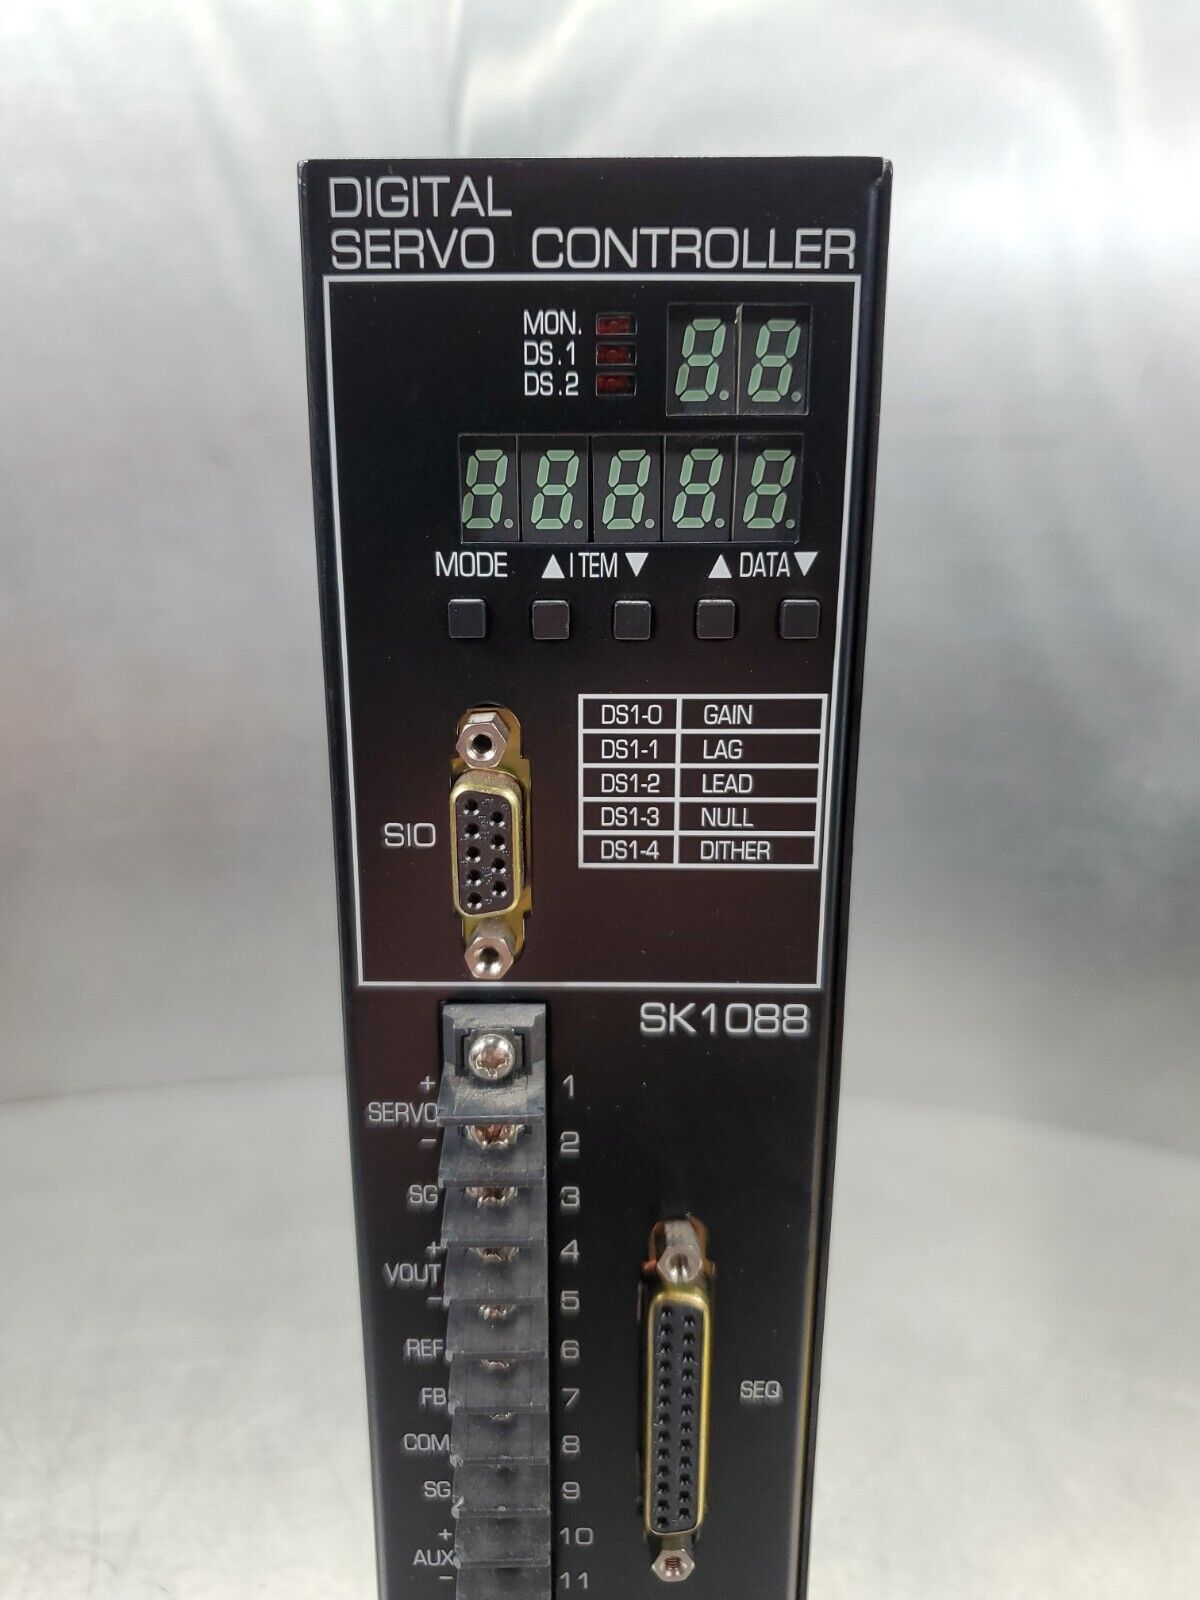 DIGITAL
SERVO CONTROLLER
MON.
DS.1
DS.2
MODE ▲ITEM▼ ▲DATA▼
DS1-0 GAIN
DS1-1 LAG
DS1-2 LEAD
DS1-3 NULL
DS1-4 DITHER
SIO
SK1088
+ 1
SERVO
- 2
SG 3
+ 4
VOUT
- 5
REF 6
FB 7
COM 8
SG 9
+ 10
AUX
- 11
SEQ